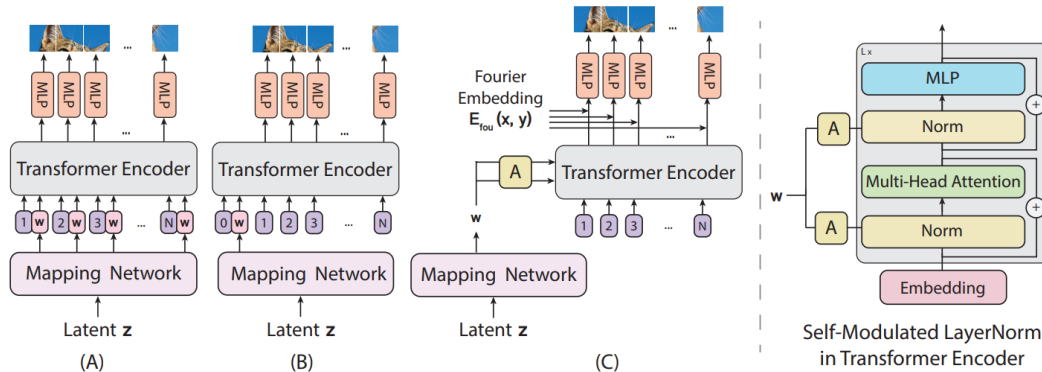 ...
MLP MLP MLP MLP
...
Transformer Encoder
1 w 2 w 3 w ... N w
Mapping Network
Latent z
(A)
...
MLP MLP MLP MLP
...
Transformer Encoder
0 w 1 2 3 ... N
Mapping Network
Latent z
(B)
...
MLP MLP MLP MLP
Fourier
Embedding
E_fou (x, y)
...
A
Transformer Encoder
w
1 2 3 ... N
Mapping Network
Latent z
(C)
L x
MLP
+
A
Norm
Multi-Head Attention
w
+
A
Norm
Embedding
Self-Modulated LayerNorm
in Transformer Encoder